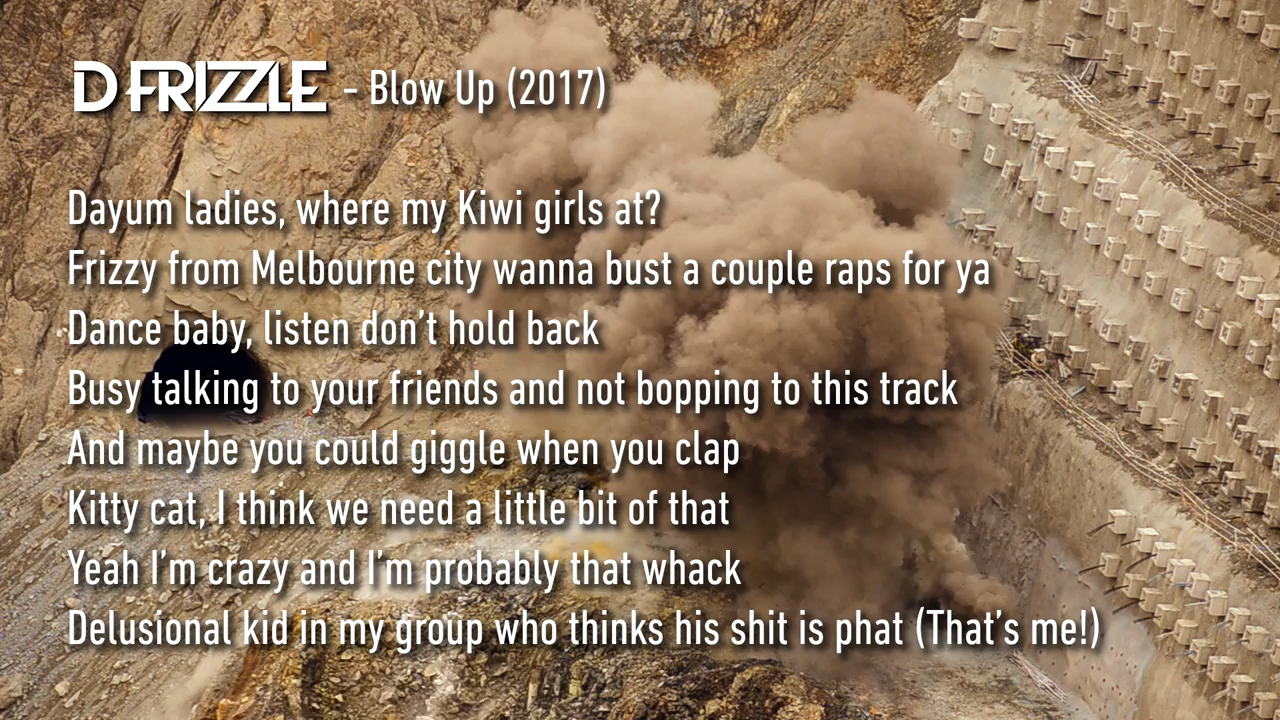 D FRIZZLE - Blow Up (2017)
Dayum ladies, where my Kiwi girls at?
Frizzy from Melbourne city wanna bust a couple raps for ya
Dance baby, listen don't hold back
Busy talking to your friends and not bopping to this track
And maybe you could giggle when you clap
Kitty cat, I think we need a little bit of that
Yeah I'm crazy and I'm probably that whack
Delusional kid in my group who thinks his shit is phat (That's me!)